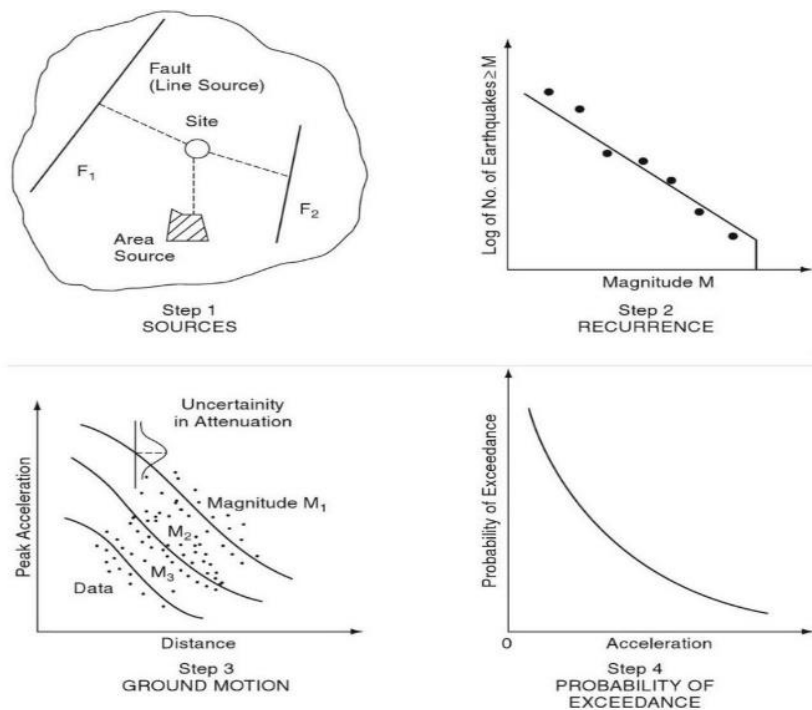 Fault
(Line Source)
Site
F1
F2
Area
Source
Step 1
SOURCES
Log of No. of Earthquakes ≥ M
Magnitude M
Step 2
RECURRENCE
Uncertainity
in Attenuation
Peak Acceleration
Magnitude M1
M2
M3
Data
Distance
Step 3
GROUND MOTION
Probability of Exceedance
0
Acceleration
Step 4
PROBABILITY OF
EXCEEDANCE